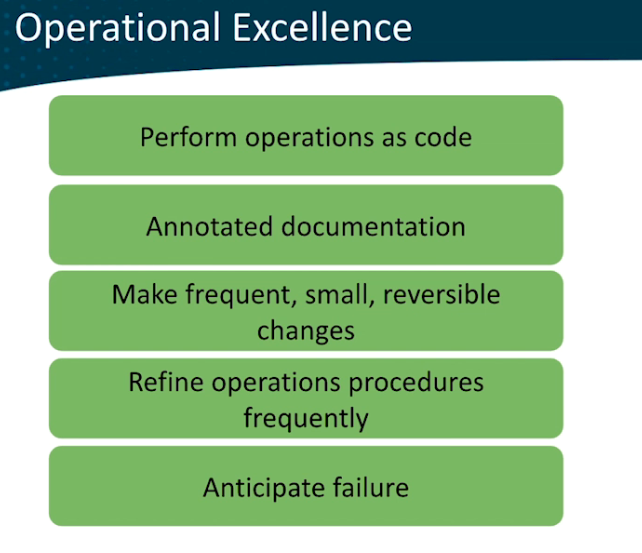 Operational Excellence
Perform operations as code
Annotated documentation
Make frequent, small, reversible
changes
Refine operations procedures
frequently
Anticipate failure